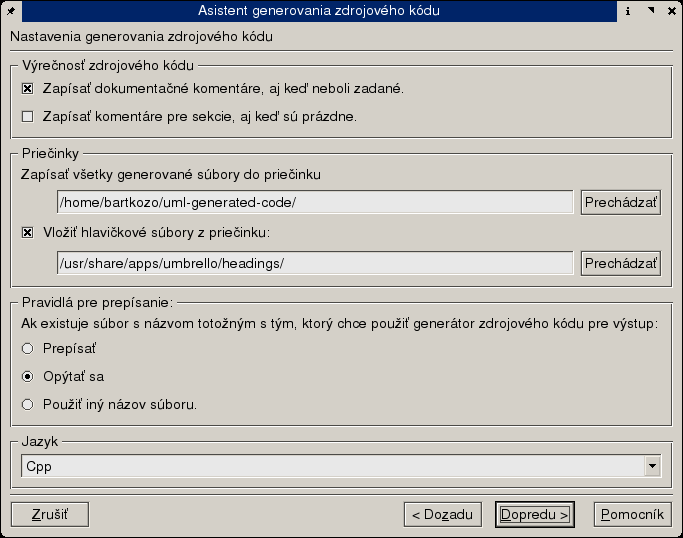 Asistent generovania zdrojového kódu
Nastavenia generovania zdrojového kódu
Výrečnosť zdrojového kódu
Zapísať dokumentačné komentáre, aj keď neboli zadané.
Zapísať komentáre pre sekcie, aj keď sú prázdne.
Priečinky
Zapísať všetky generované súbory do priečinku
/home/bartkozo/uml-generated-code/ Prechádzať
Vložiť hlavičkové súbory z priečinku:
/usr/share/apps/umbrello/headings/ Prechádzať
Pravidlá pre prepísanie:
Ak existuje súbor s názvom totožným s tým, ktorý chce použiť generátor zdrojového kódu pre výstup:
Prepísať
Opýtať sa
Použiť iný názov súboru.
Jazyk
Cpp
Zrušiť < Dozadu Dopredu > Pomocník